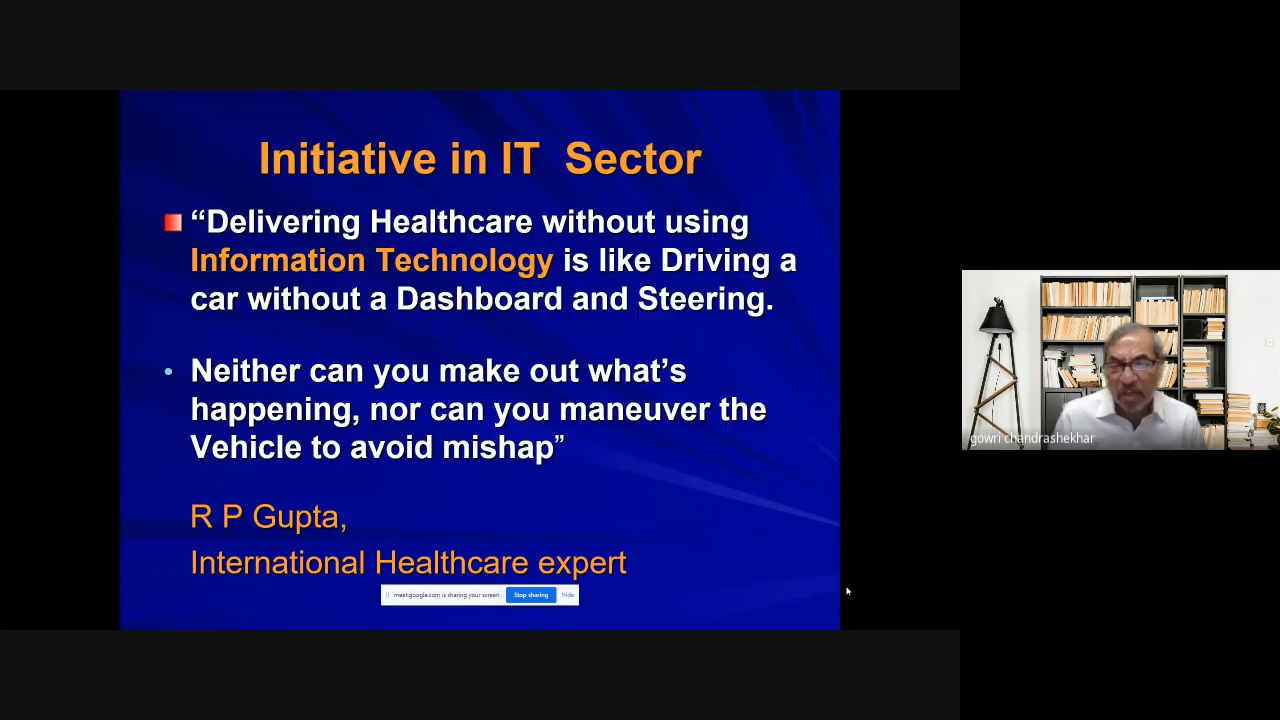 Initiative in IT Sector
“Delivering Healthcare without using
Information Technology is like Driving a
car without a Dashboard and Steering.
Neither can you make out what’s
happening, nor can you maneuver the
Vehicle to avoid mishap”
R P Gupta,
International Healthcare expert
meet.google.com is sharing your screen.
Stop sharing
Hide
gowri chandrashekhar